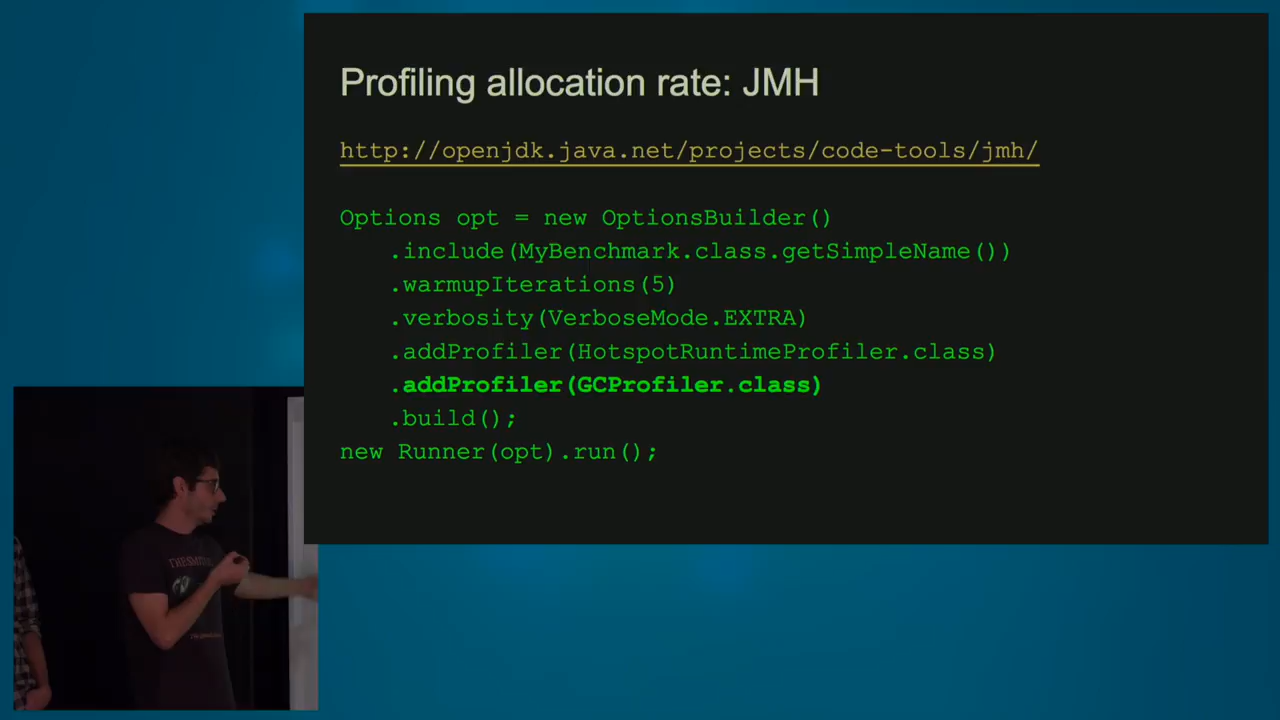 Profiling allocation rate: JMH
http://openjdk.java.net/projects/code-tools/jmh/
Options opt = new OptionsBuilder()
.include(MyBenchmark.class.getSimpleName())
.warmupIterations(5)
.verbosity(VerboseMode.EXTRA)
.addProfiler(HotspotRuntimeProfiler.class)
.addProfiler(GCProfiler.class)
.build();
new Runner(opt).run();